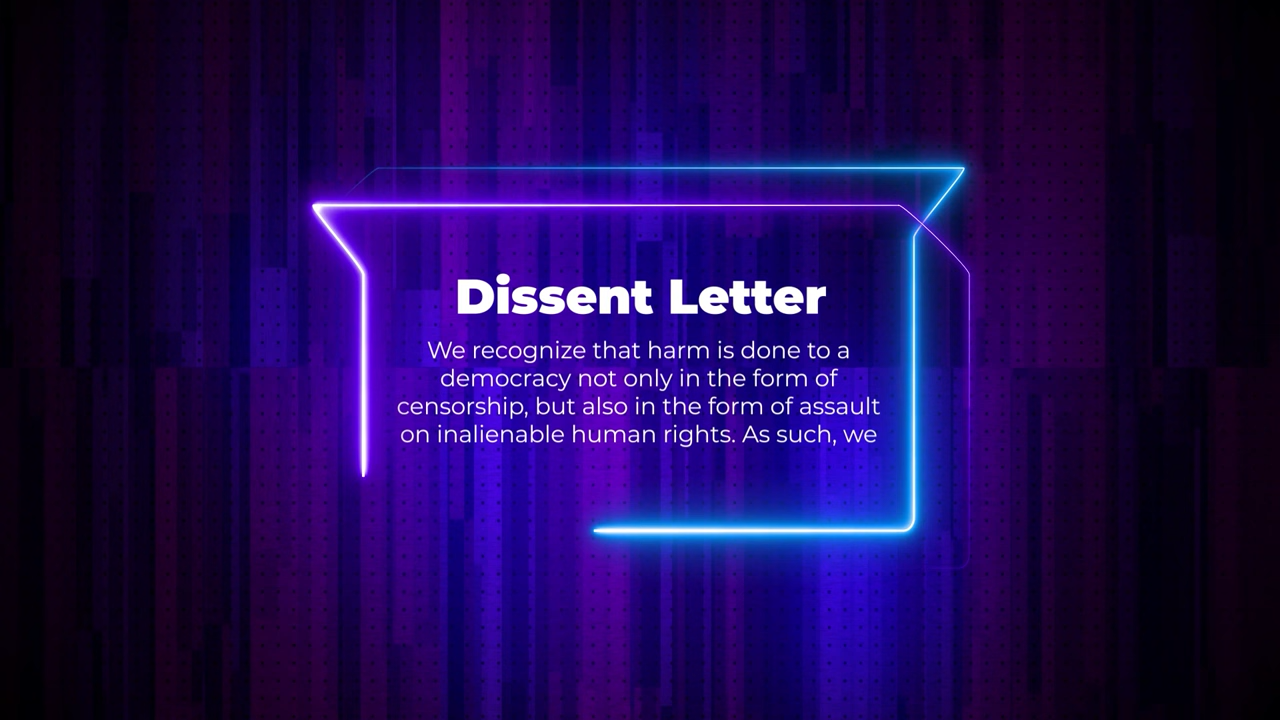 Dissent Letter
We recognize that harm is done to a
democracy not only in the form of
censorship, but also in the form of assault
on inalienable human rights. As such, we